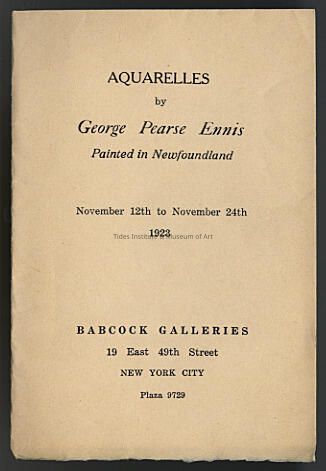 AQUARELLES
by
George Pearse Ennis
Painted in Newfoundland
November 12th to November 24th
1923
Tides Institute & Museum of Art
BABCOCK GALLERIES
19 East 49th Street
NEW YORK CITY
Plaza 9729